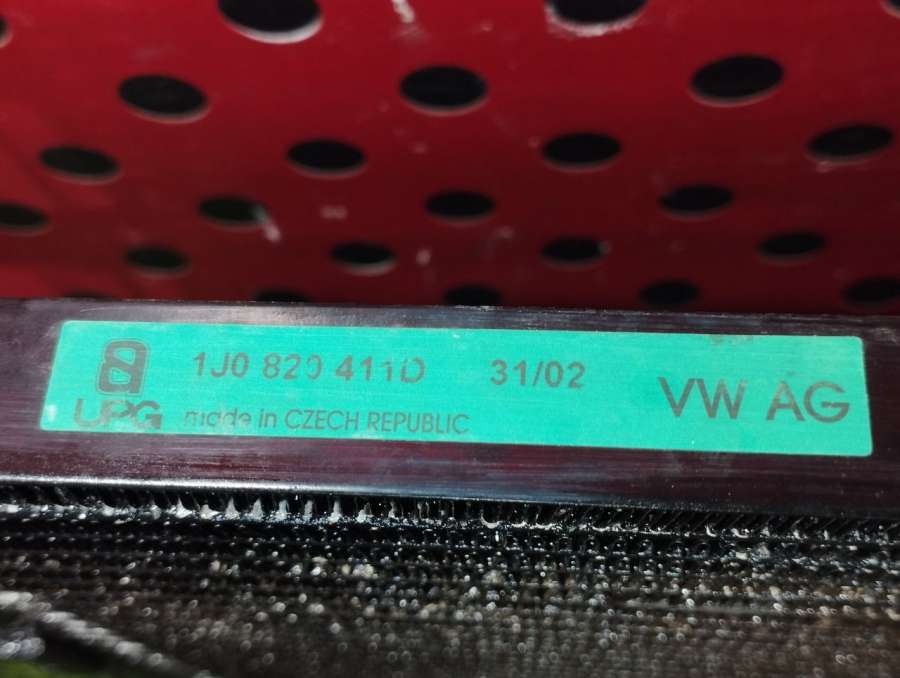 1J0 820 411D 31/02
VW AG
UPG made in CZECH REPUBLIC